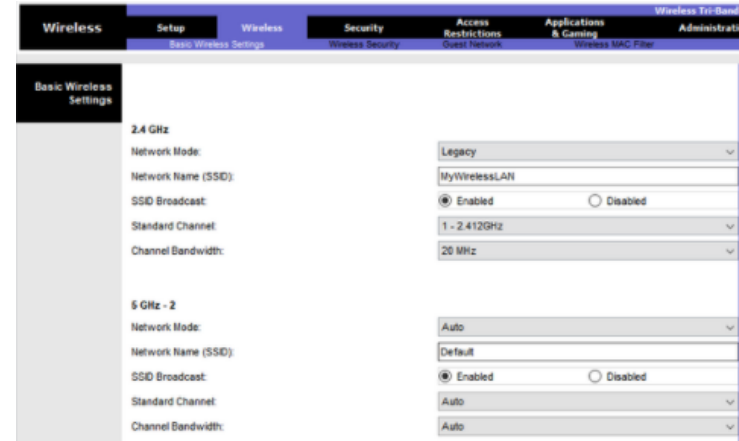 Wireless Tri-Band
Wireless Setup Wireless Security Access Restrictions Applications & Gaming Administrati
Basic Wireless Settings Wireless Security Guest Network Wireless MAC Filter
Basic Wireless Settings
2.4 GHz
Network Mode: Legacy
Network Name (SSID): MyWirelessLAN
SSID Broadcast: Enabled Disabled
Standard Channel: 1 - 2.412GHz
Channel Bandwidth: 20 MHz
5 GHz - 2
Network Mode: Auto
Network Name (SSID): Default
SSID Broadcast: Enabled Disabled
Standard Channel: Auto
Channel Bandwidth: Auto